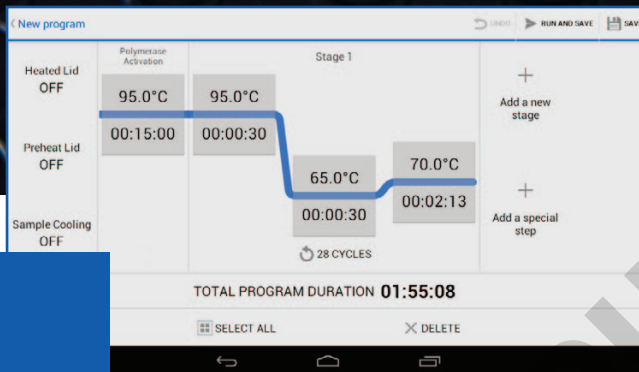 New program
UNDO
RUN AND SAVE
Heated Lid
OFF
Preheat Lid
OFF
Sample Cooling
OFF
Polymerase
Activation
95.0°C
00:15:00
Stage 1
95.0°C
00:00:30
65.0°C
00:00:30
70.0°C
00:02:13
28 CYCLES
Add a new
stage
Add a special
step
TOTAL PROGRAM DURATION 01:55:08
SELECT ALL
DELETE